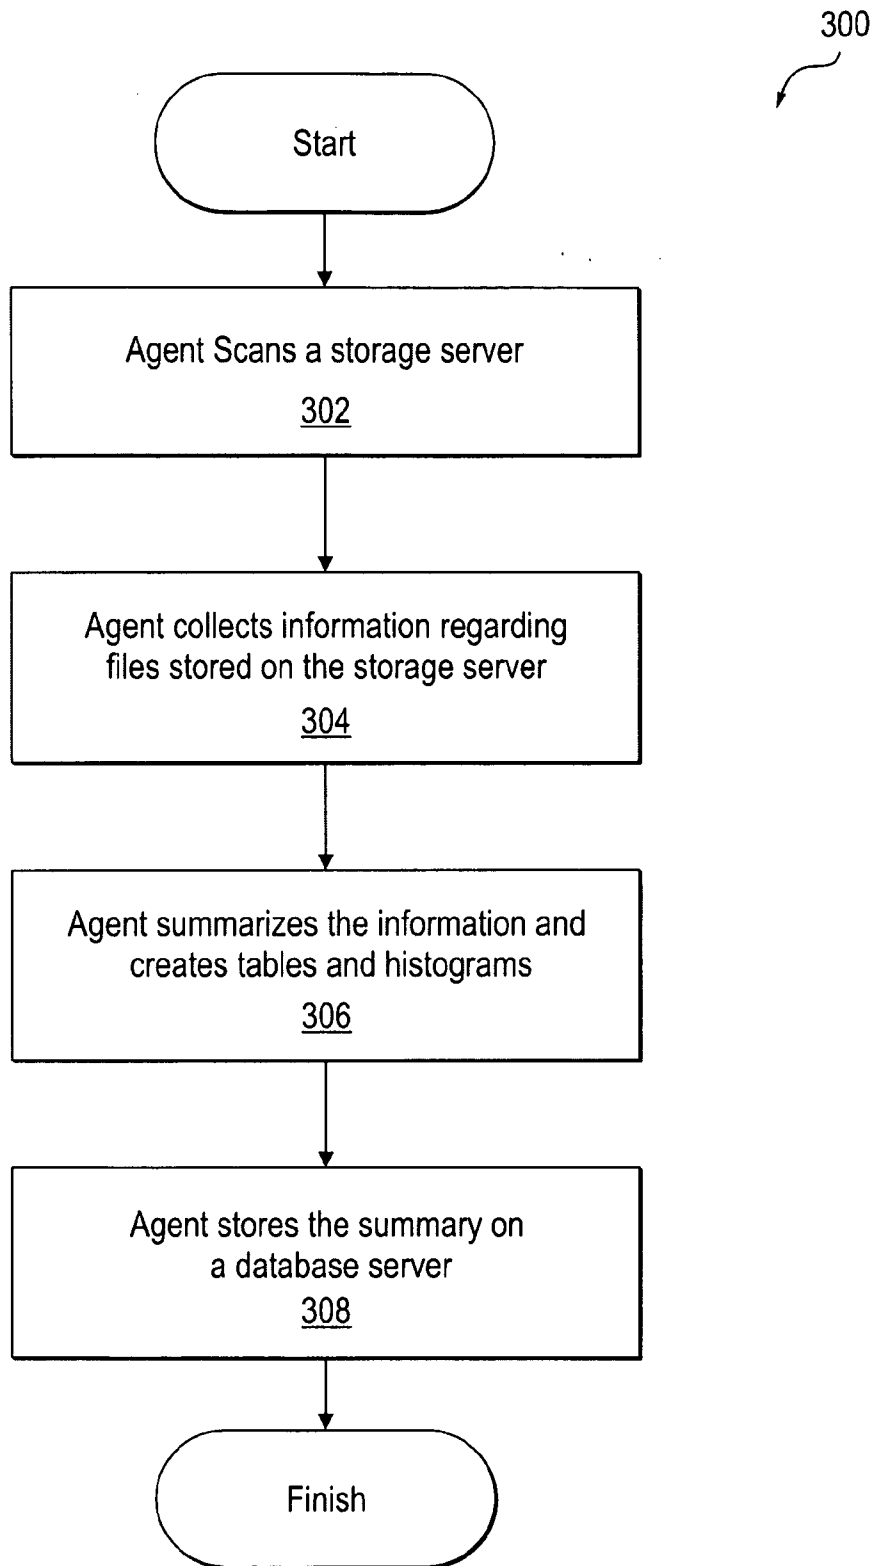 300
Start
Agent Scans a storage server
302
Agent collects information regarding
files stored on the storage server
304
Agent summarizes the information and
creates tables and histograms
306
Agent stores the summary on
a database server
308
Finish